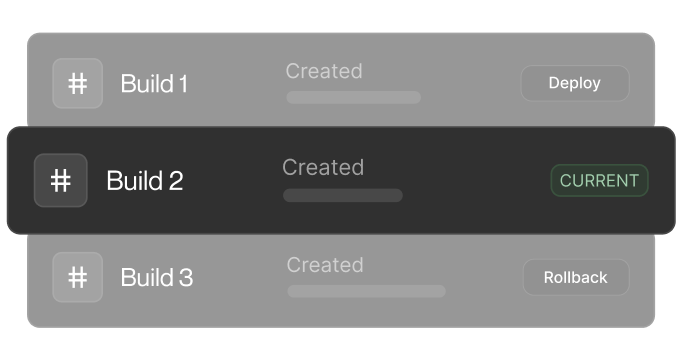 # Build 1 Created Deploy
# Build 2 Created CURRENT
# Build 3 Created Rollback